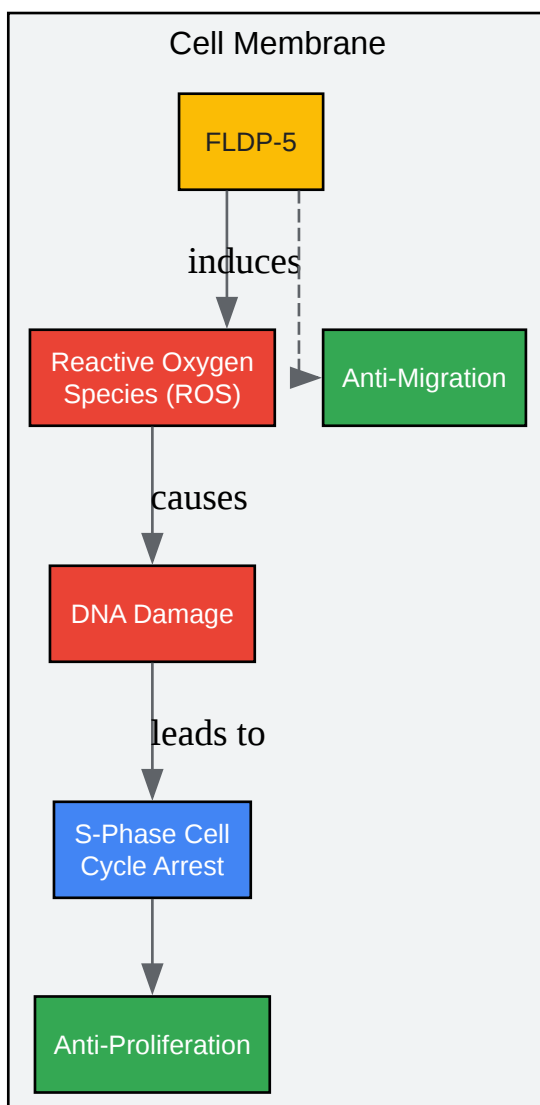 Cell Membrane
FLDP-5
induces
Reactive Oxygen
Species (ROS)
Anti-Migration
causes
DNA Damage
leads to
S-Phase Cell
Cycle Arrest
Anti-Proliferation